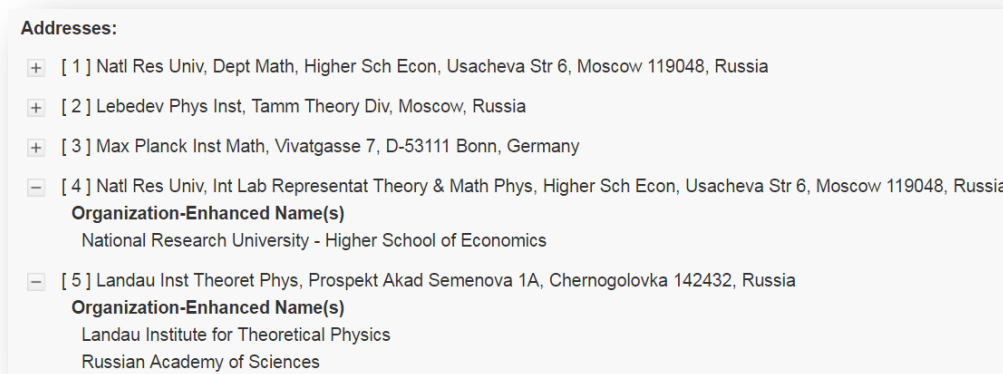 Addresses:
[ 1 ] Natl Res Univ, Dept Math, Higher Sch Econ, Usacheva Str 6, Moscow 119048, Russia
[ 2 ] Lebedev Phys Inst, Tamm Theory Div, Moscow, Russia
[ 3 ] Max Planck Inst Math, Vivatgasse 7, D-53111 Bonn, Germany
[ 4 ] Natl Res Univ, Int Lab Representat Theory & Math Phys, Higher Sch Econ, Usacheva Str 6, Moscow 119048, Russia
Organization-Enhanced Name(s)
National Research University - Higher School of Economics
[ 5 ] Landau Inst Theoret Phys, Prospekt Akad Semenova 1A, Chernogolovka 142432, Russia
Organization-Enhanced Name(s)
Landau Institute for Theoretical Physics
Russian Academy of Sciences